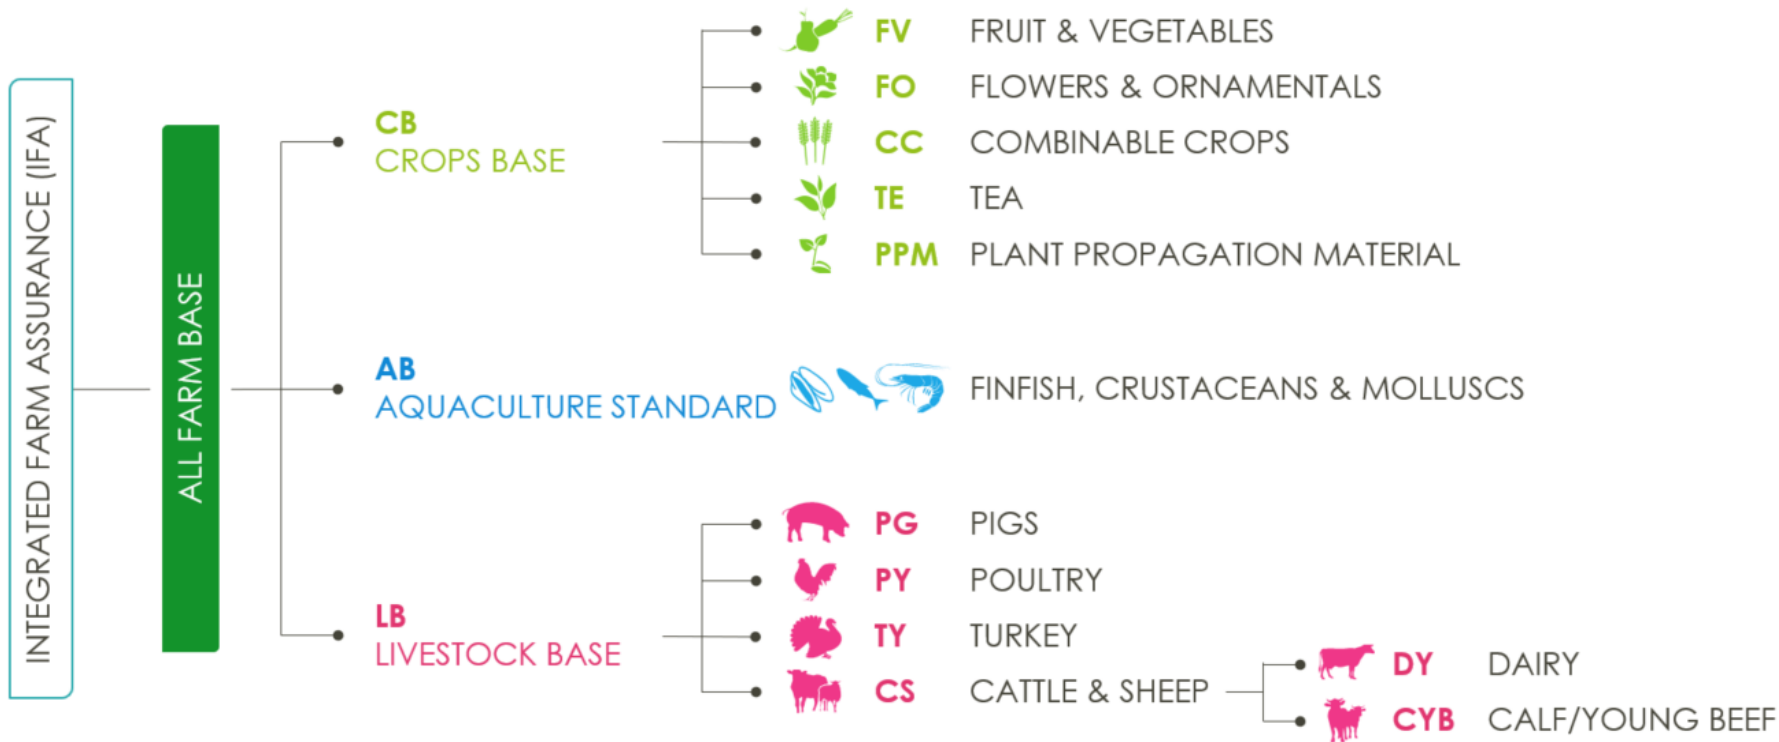 INTEGRATED FARM ASSURANCE (IFA)
ALL FARM BASE
CB
CROPS BASE
FV FRUIT & VEGETABLES
FO FLOWERS & ORNAMENTALS
CC COMBINABLE CROPS
TE TEA
PPM PLANT PROPAGATION MATERIAL
AB
AQUACULTURE STANDARD
FINFISH, CRUSTACEANS & MOLLUSCS
LB
LIVESTOCK BASE
PG PIGS
PY POULTRY
TY TURKEY
CS CATTLE & SHEEP
DY DAIRY
CYB CALF/YOUNG BEEF